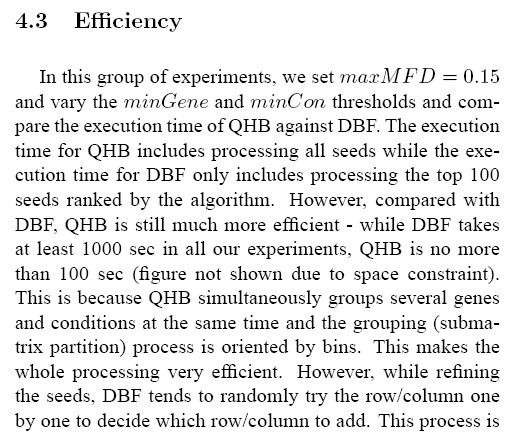 4.3 Efficiency
In this group of experiments, we set maxMFD = 0.15
and vary the minGene and minCon thresholds and com-
pare the execution time of QHB against DBF. The execution
time for QHB includes processing all seeds while the exe-
cution time for DBF only includes processing the top 100
seeds ranked by the algorithm. However, compared with
DBF, QHB is still much more efficient - while DBF takes
at least 1000 sec in all our experiments, QHB is no more
than 100 sec (figure not shown due to space constraint).
This is because QHB simultaneously groups several genes
and conditions at the same time and the grouping (subma-
trix partition) process is oriented by bins. This makes the
whole processing very efficient. However, while refining
the seeds, DBF tends to randomly try the row/column one
by one to decide which row/column to add. This process is